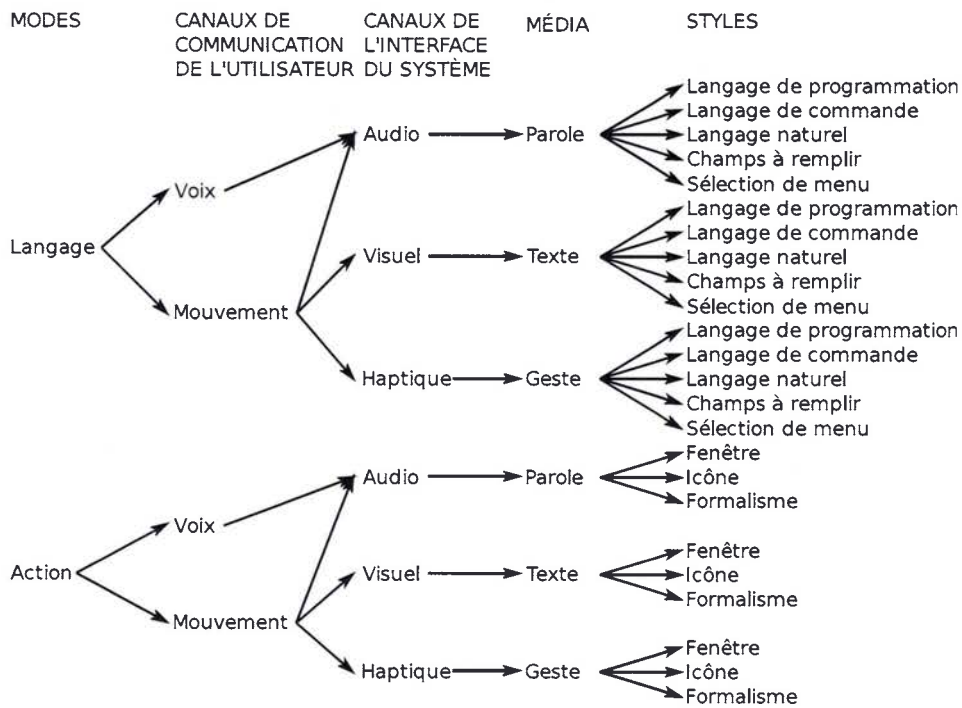 MODES
CANAUX DE
COMMUNICATION
DE L'UTILISATEUR
CANAUX DE
L'INTERFACE
DU SYSTÈME
MÉDIA
STYLES
Langage
Voix
Mouvement
Audio
Parole
Langage de programmation
Langage de commande
Langage naturel
Champs à remplir
Sélection de menu
Visuel
Texte
Langage de programmation
Langage de commande
Langage naturel
Champs à remplir
Sélection de menu
Haptique
Geste
Langage de programmation
Langage de commande
Langage naturel
Champs à remplir
Sélection de menu
Action
Voix
Mouvement
Audio
Parole
Fenêtre
Icône
Formalisme
Visuel
Texte
Fenêtre
Icône
Formalisme
Haptique
Geste
Fenêtre
Icône
Formalisme